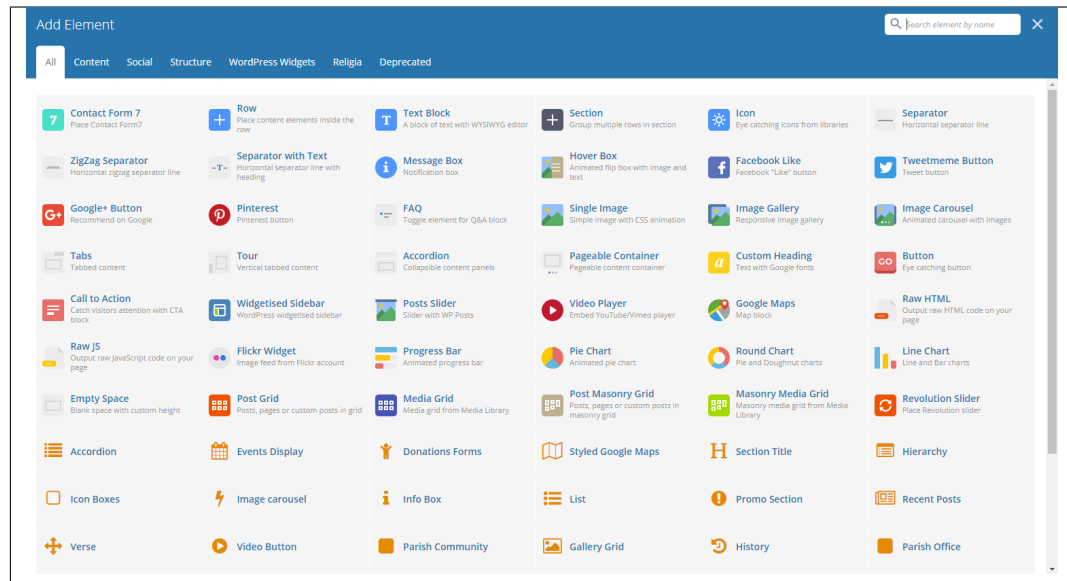 Add Element
Search element by name
All Content Social Structure WordPress Widgets Religia Deprecated
Contact Form 7
Place Contact Form7
Row
Place content elements inside the
row
Text Block
A block of text with WYSIWYG editor
Section
Group multiple rows in section
Icon
Eye catching icons from libraries
Separator
Horizontal separator line
ZigZag Separator
Horizontal zigzag separator line
Separator with Text
Horizontal separator line with
heading
Message Box
Notification box
Hover Box
Animated flip box with image and
text
Facebook Like
Facebook "Like" button
Tweetmeme Button
Tweet button
Google+ Button
Recommend on Google
Pinterest
Pinterest button
FAQ
Toggle element for Q&A block
Single Image
Simple image with CSS animation
Image Gallery
Responsive image gallery
Image Carousel
Animated carousel with images
Tabs
Tabbed content
Tour
Vertical tabbed content
Accordion
Collapsible content panels
Pageable Container
Pageable content container
Custom Heading
Text with Google fonts
GO
Button
Eye catching button
Call to Action
Catch visitors attention with CTA
block
Widgetised Sidebar
WordPress widgetised sidebar
Posts Slider
Slider with WP Posts
Video Player
Embed YouTube/Vimeo player
Google Maps
Map block
Raw HTML
Output raw HTML code on your
page
Raw JS
Output raw JavaScript code on your
page
Flickr Widget
Image feed from Flickr account
Progress Bar
Animated progress bar
Pie Chart
Animated pie chart
Round Chart
Pie and Doughnut charts
Line Chart
Line and Bar charts
Empty Space
Blank space with custom height
Post Grid
Posts, pages or custom posts in grid
Media Grid
Media grid from Media Library
Post Masonry Grid
Posts, pages or custom posts in
masonry grid
Masonry Media Grid
Masonry media grid from Media
Library
Revolution Slider
Place Revolution slider
Accordion
Events Display
Donations Forms
Styled Google Maps
Section Title
Hierarchy
Icon Boxes
Image carousel
Info Box
List
Promo Section
Recent Posts
Verse
Video Button
Parish Community
Gallery Grid
History
Parish Office